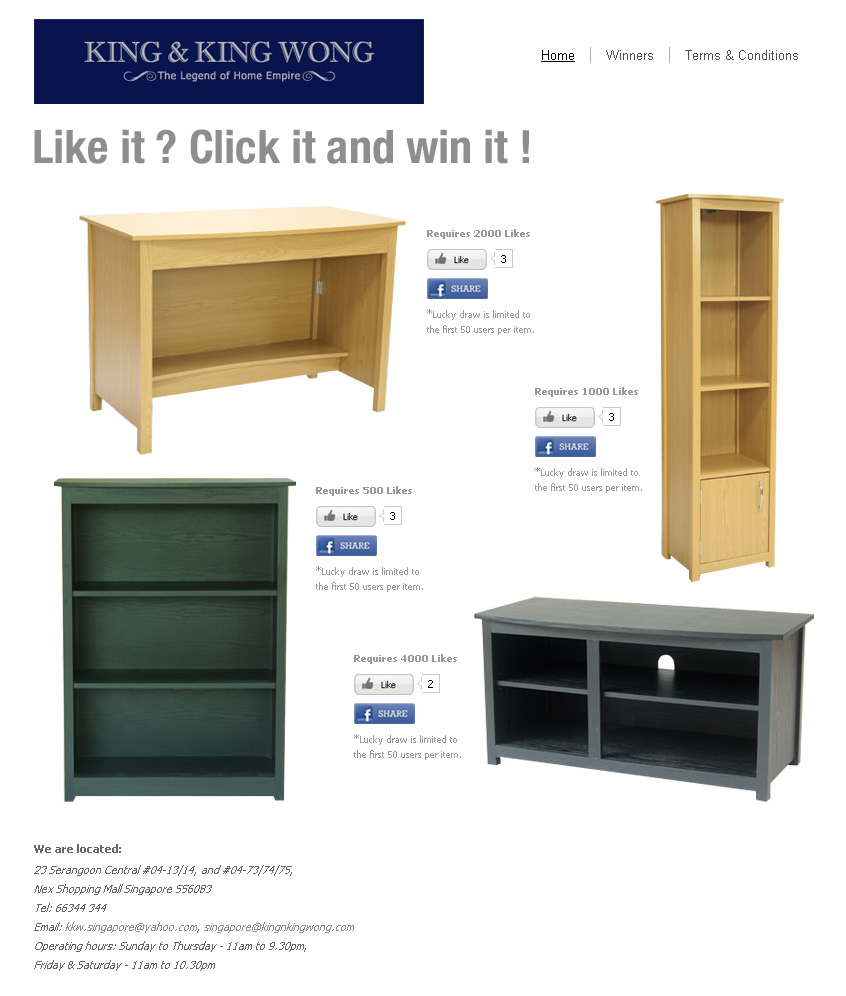 KING & KING WONG
The Legend of Home Empire
Home
Winners
Terms & Conditions
Like it ? Click it and win it !
Requires 2000 Likes
Like 3
f SHARE
*Lucky draw is limited to
the first 50 users per item.
Requires 1000 Likes
Like 3
f SHARE
*Lucky draw is limited to
the first 50 users per item.
Requires 500 Likes
Like 3
f SHARE
*Lucky draw is limited to
the first 50 users per item.
Requires 4000 Likes
Like 2
f SHARE
*Lucky draw is limited to
the first 50 users per item.
We are located:
23 Serangoon Central #04-13/14, and #04-73/74/75,
Nex Shopping Mall Singapore 556083
Tel: 66344 344
Email: kkw.singapore@yahoo.com, singapore@kingnkingwong.com
Operating hours: Sunday to Thursday - 11am to 9.30pm,
Friday & Saturday - 11am to 10.30pm